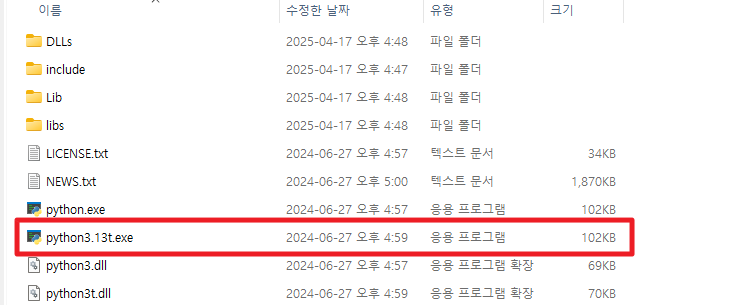 이름 수정한 날짜 유형 크기
DLLs 2025-04-17 오후 4:48 파일 폴더
include 2025-04-17 오후 4:47 파일 폴더
Lib 2025-04-17 오후 4:48 파일 폴더
libs 2025-04-17 오후 4:48 파일 폴더
LICENSE.txt 2024-06-27 오후 4:57 텍스트 문서 34KB
NEWS.txt 2024-06-27 오후 5:00 텍스트 문서 1,870KB
python.exe 2024-06-27 오후 4:57 응용 프로그램 102KB
python3.13t.exe 2024-06-27 오후 4:59 응용 프로그램 102KB
python3.dll 2024-06-27 오후 4:57 응용 프로그램 확장 69KB
python3t.dll 2024-06-27 오후 4:59 응용 프로그램 확장 70KB